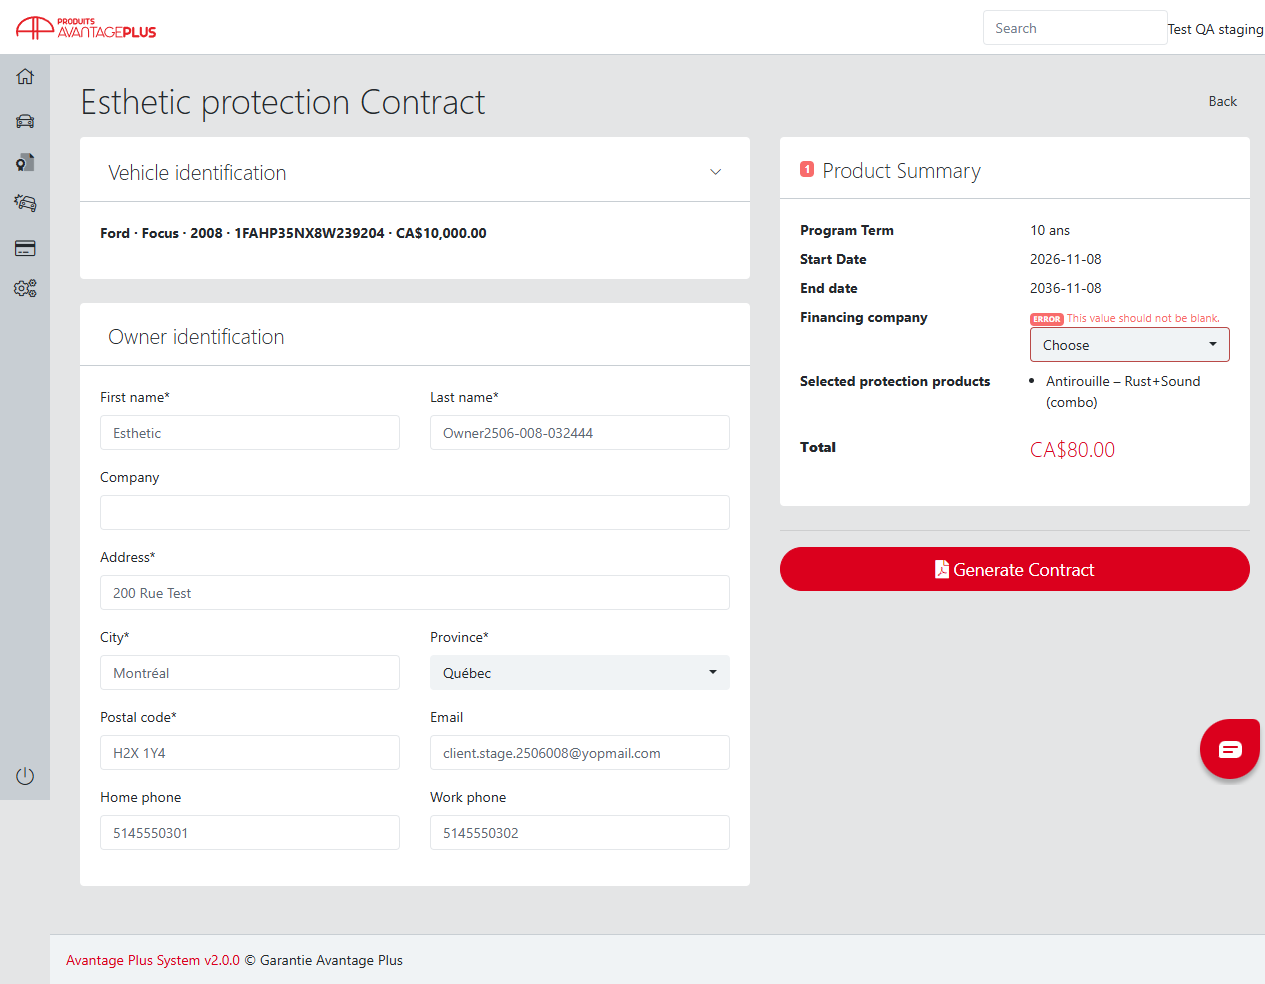 PRODUITS
AVANTAGEPLUS
Search
Test QA staging
Esthetic protection Contract
Back
Vehicle identification
Ford · Focus · 2008 · 1FAHP35NX8W239204 · CA$10,000.00
Owner identification
First name*
Last name*
Esthetic
Owner2506-008-032444
Company
Address*
200 Rue Test
City*
Province*
Montréal
Québec
Postal code*
Email
H2X 1Y4
client.stage.2506008@yopmail.com
Home phone
Work phone
5145550301
5145550302
1 Product Summary
Program Term
10 ans
Start Date
2026-11-08
End date
2036-11-08
Financing company
ERROR This value should not be blank.
Choose
Selected protection products
• Antirouille – Rust+Sound
(combo)
Total
CA$80.00
Generate Contract
Avantage Plus System v2.0.0 © Garantie Avantage Plus